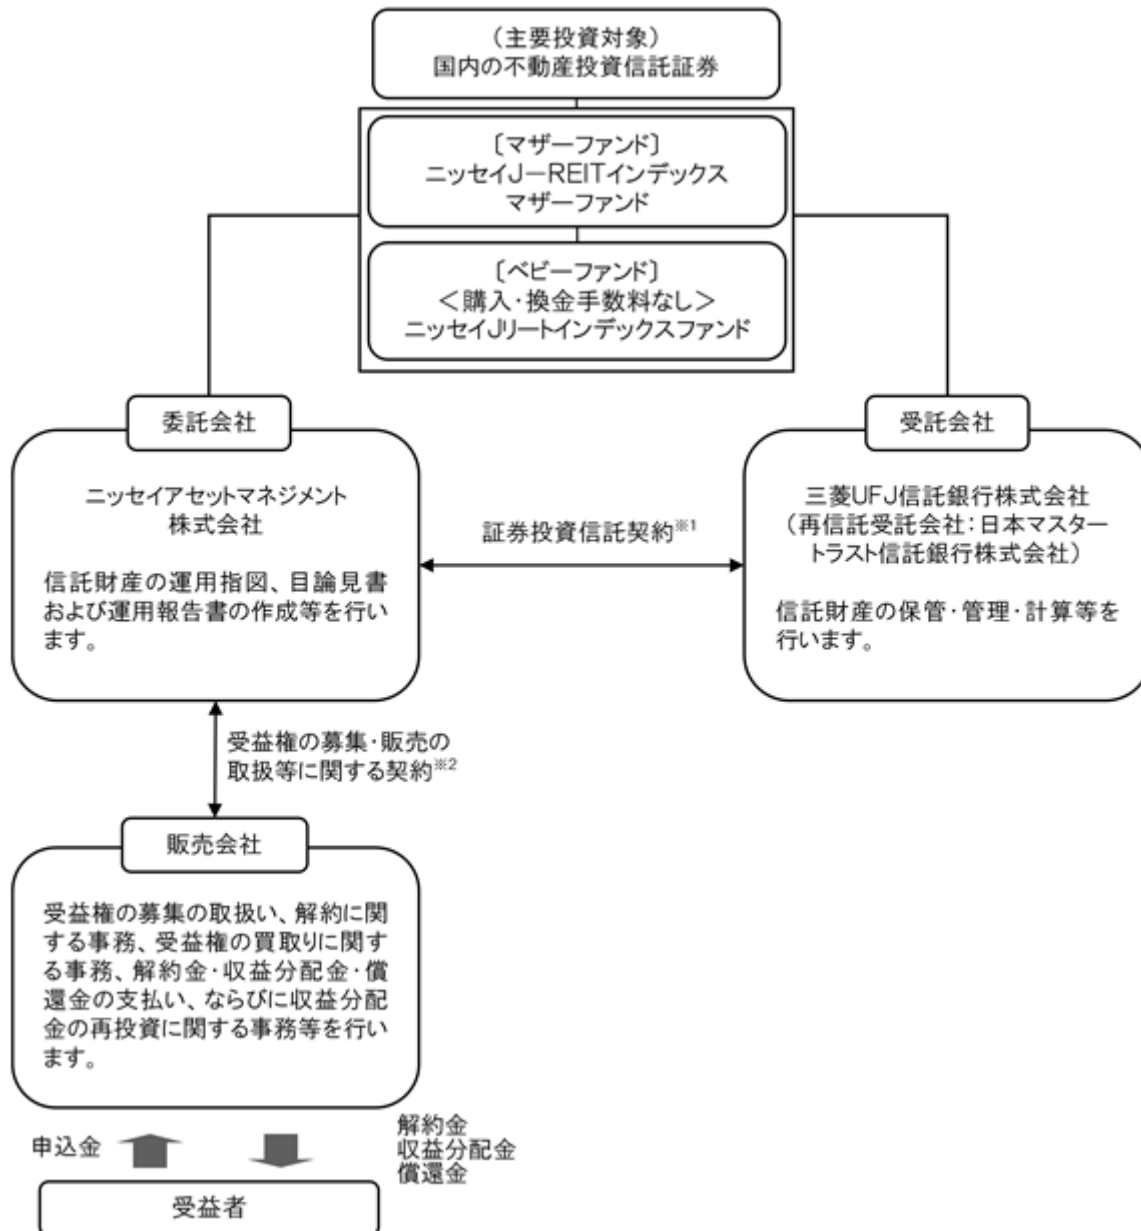 （主要投資対象）
国内の不動産投資信託証券
〔マザーファンド〕
ニッセイJ－REITインデックス
マザーファンド
〔ベビーファンド〕
＜購入・換金手数料なし＞
ニッセイJリートインデックスファンド
委託会社
ニッセイアセットマネジメント
株式会社
信託財産の運用指図、目論見書
および運用報告書の作成等を行い
ます。
証券投資信託契約※1
受託会社
三菱UFJ信託銀行株式会社
（再信託受託会社：日本マスター
トラスト信託銀行株式会社）
信託財産の保管・管理・計算等を
行います。
受益権の募集・販売の
取扱等に関する契約※2
販売会社
受益権の募集の取扱い、解約に関
する事務、受益権の買取りに関す
る事務、解約金・収益分配金・償
還金の支払い、ならびに収益分配
金の再投資に関する事務等を行い
ます。
申込金
解約金
収益分配金
償還金
受益者